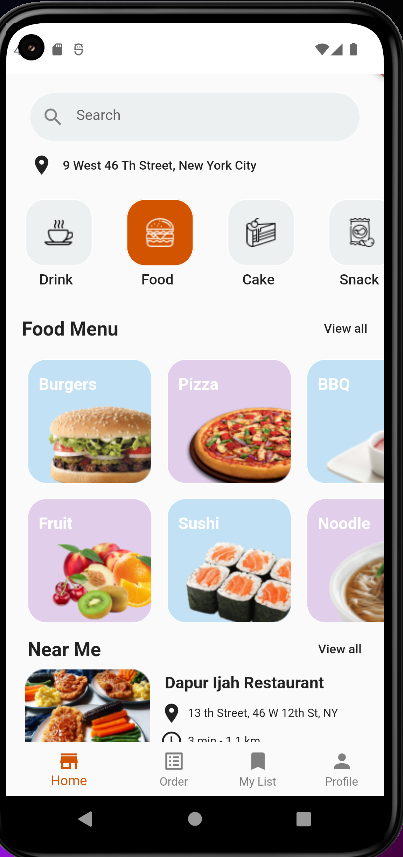 Search
9 West 46 Th Street, New York City
Drink Food Cake Snack
Food Menu View all
Burgers Pizza BBQ
Fruit Sushi Noodle
Near Me View all
Dapur Ijah Restaurant
13 th Street, 46 W 12th St, NY
3 min - 1.1 km
Home Order My List Profile